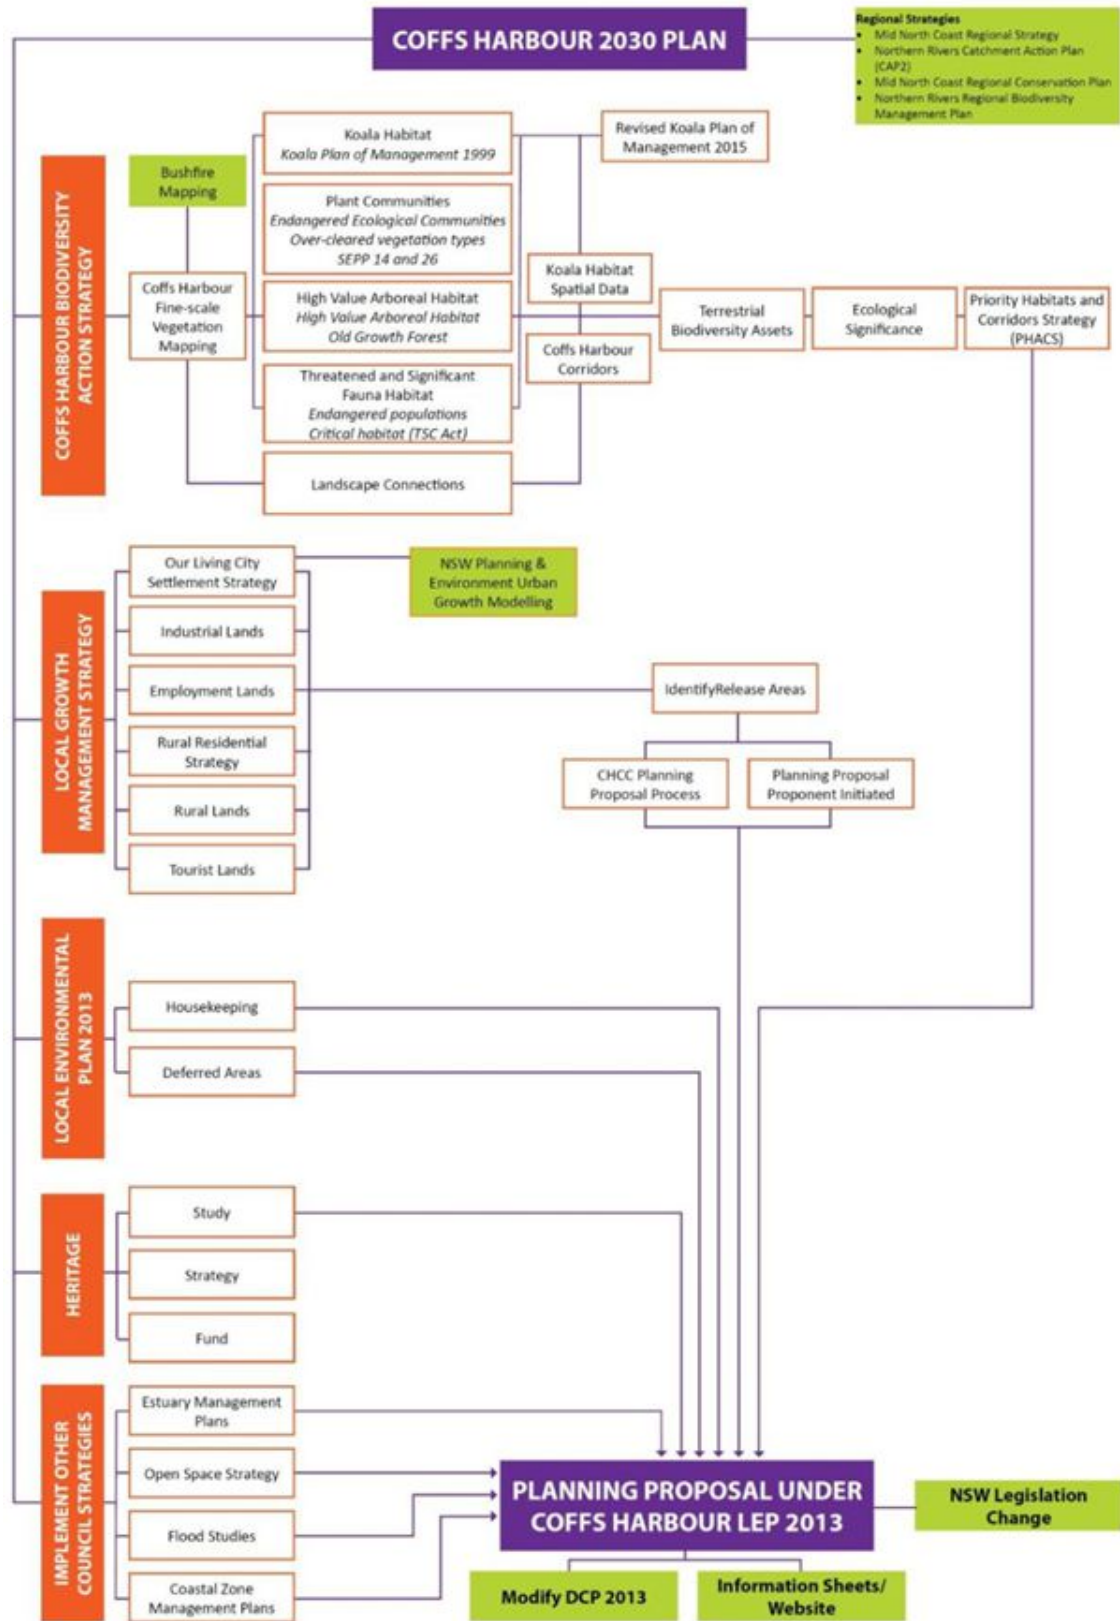 COFFS HARBOUR 2030 PLAN
Regional Strategies
• Mid North Coast Regional Strategy
• Northern Rivers Catchment Action Plan
(CAP2)
• Mid North Coast Regional Conservation Plan
• Northern Rivers Regional Biodiversity
Management Plan
COFFS HARBOUR BIODIVERSITY
ACTION STRATEGY
Bushfire
Mapping
Coffs Harbour
Fine-scale
Vegetation
Mapping
Koala Habitat
Koala Plan of Management 1999
Plant Communities
Endangered Ecological Communities
Over-cleared vegetation types
SEPP 14 and 26
High Value Arboreal Habitat
High Value Arboreal Habitat
Old Growth Forest
Threatened and Significant
Fauna Habitat
Endangered populations
Critical habitat (TSC Act)
Landscape Connections
Revised Koala Plan of
Management 2015
Koala Habitat
Spatial Data
Coffs Harbour
Corridors
Terrestrial
Biodiversity Assets
Ecological
Significance
Priority Habitats and
Corridors Strategy
(PHACS)
LOCAL GROWTH
MANAGEMENT STRATEGY
Our Living City
Settlement Strategy
Industrial Lands
Employment Lands
Rural Residential
Strategy
Rural Lands
Tourist Lands
NSW Planning &
Environment Urban
Growth Modelling
IdentifyRelease Areas
CHCC Planning
Proposal Process
Planning Proposal
Proponent Initiated
LOCAL ENVIRONMENTAL
PLAN 2013
Housekeeping
Deferred Areas
HERITAGE
Study
Strategy
Fund
IMPLEMENT OTHER
COUNCIL STRATEGIES
Estuary Management
Plans
Open Space Strategy
Flood Studies
Coastal Zone
Management Plans
PLANNING PROPOSAL UNDER
COFFS HARBOUR LEP 2013
NSW Legislation
Change
Modify DCP 2013
Information Sheets/
Website